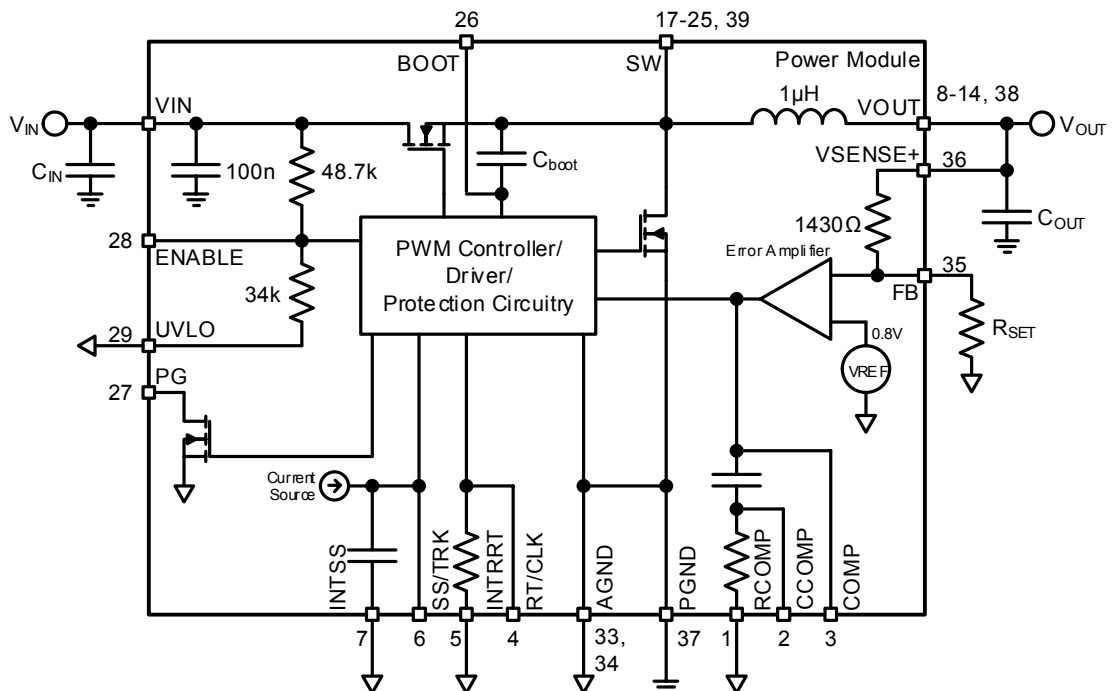 26
17-25, 39
BOOT
SW
Power Module
VIN
1µH
VOUT
8-14, 38
VIN
VOUT
CIN
100n
48.7k
Cboot
VSENSE+
36
1430Ω
COUT
28
ENABLE
PWM Controller/
Driver/
Protection Circuitry
Error Amplifier
35
FB
34k
RSET
29
UVLO
0.8V
VREF
PG
27
Current
Source
INTSS
SS/TRK
INTRRT
RT/CLK
AGND
PGND
RCOMP
CCOMP
COMP
7
6
5
4
33,
34
37
1
2
3